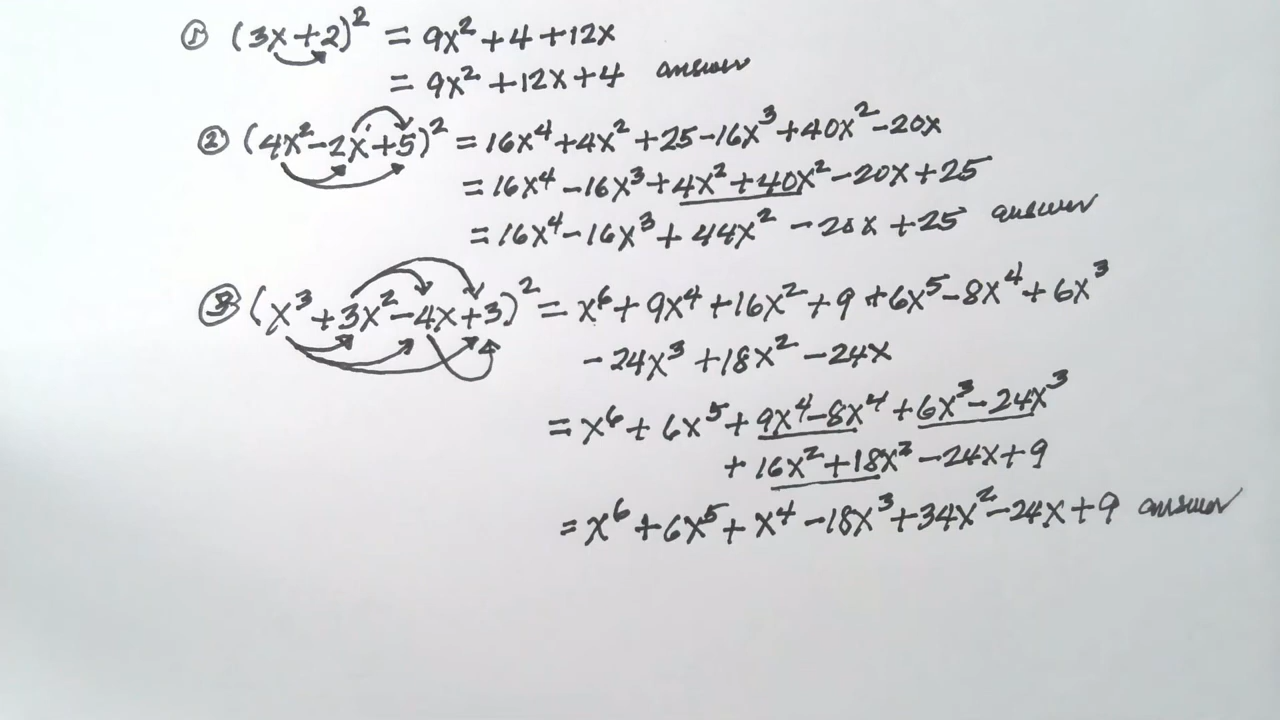 ① (3x+2)² = 9x²+4+12x
= 9x²+12x+4 answer
② (4x²-2x+5)² = 16x⁴+4x²+25-16x³+40x²-20x
= 16x⁴-16x³+4x²+40x²-20x+25
= 16x⁴-16x³+44x²-20x+25 answer
③ (x³+3x²-4x+3)² = x⁶+9x⁴+16x²+9+6x⁵-8x⁴+6x³
-24x³+18x²-24x
= x⁶+6x⁵+9x⁴-8x⁴+6x³-24x³
+16x²+18x²-24x+9
= x⁶+6x⁵+x⁴-18x³+34x²-24x+9 answer